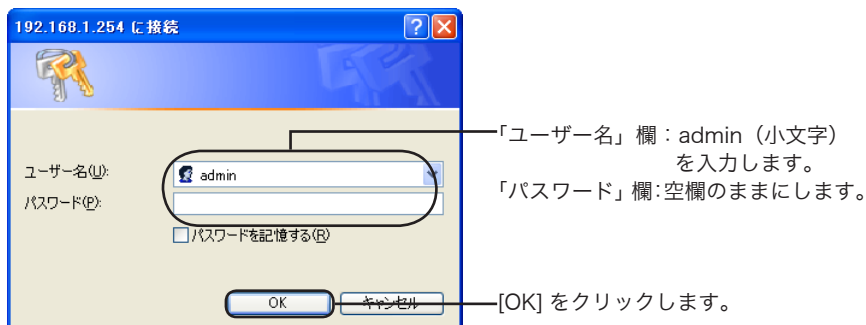 192.168.1.254 に接続
ユーザー名(U):
admin
パスワード(P):
パスワードを記憶する(R)
OK
キャンセル
「ユーザー名」欄：admin（小文字）
を入力します。
「パスワード」欄：空欄のままにします。
[OK] をクリックします。